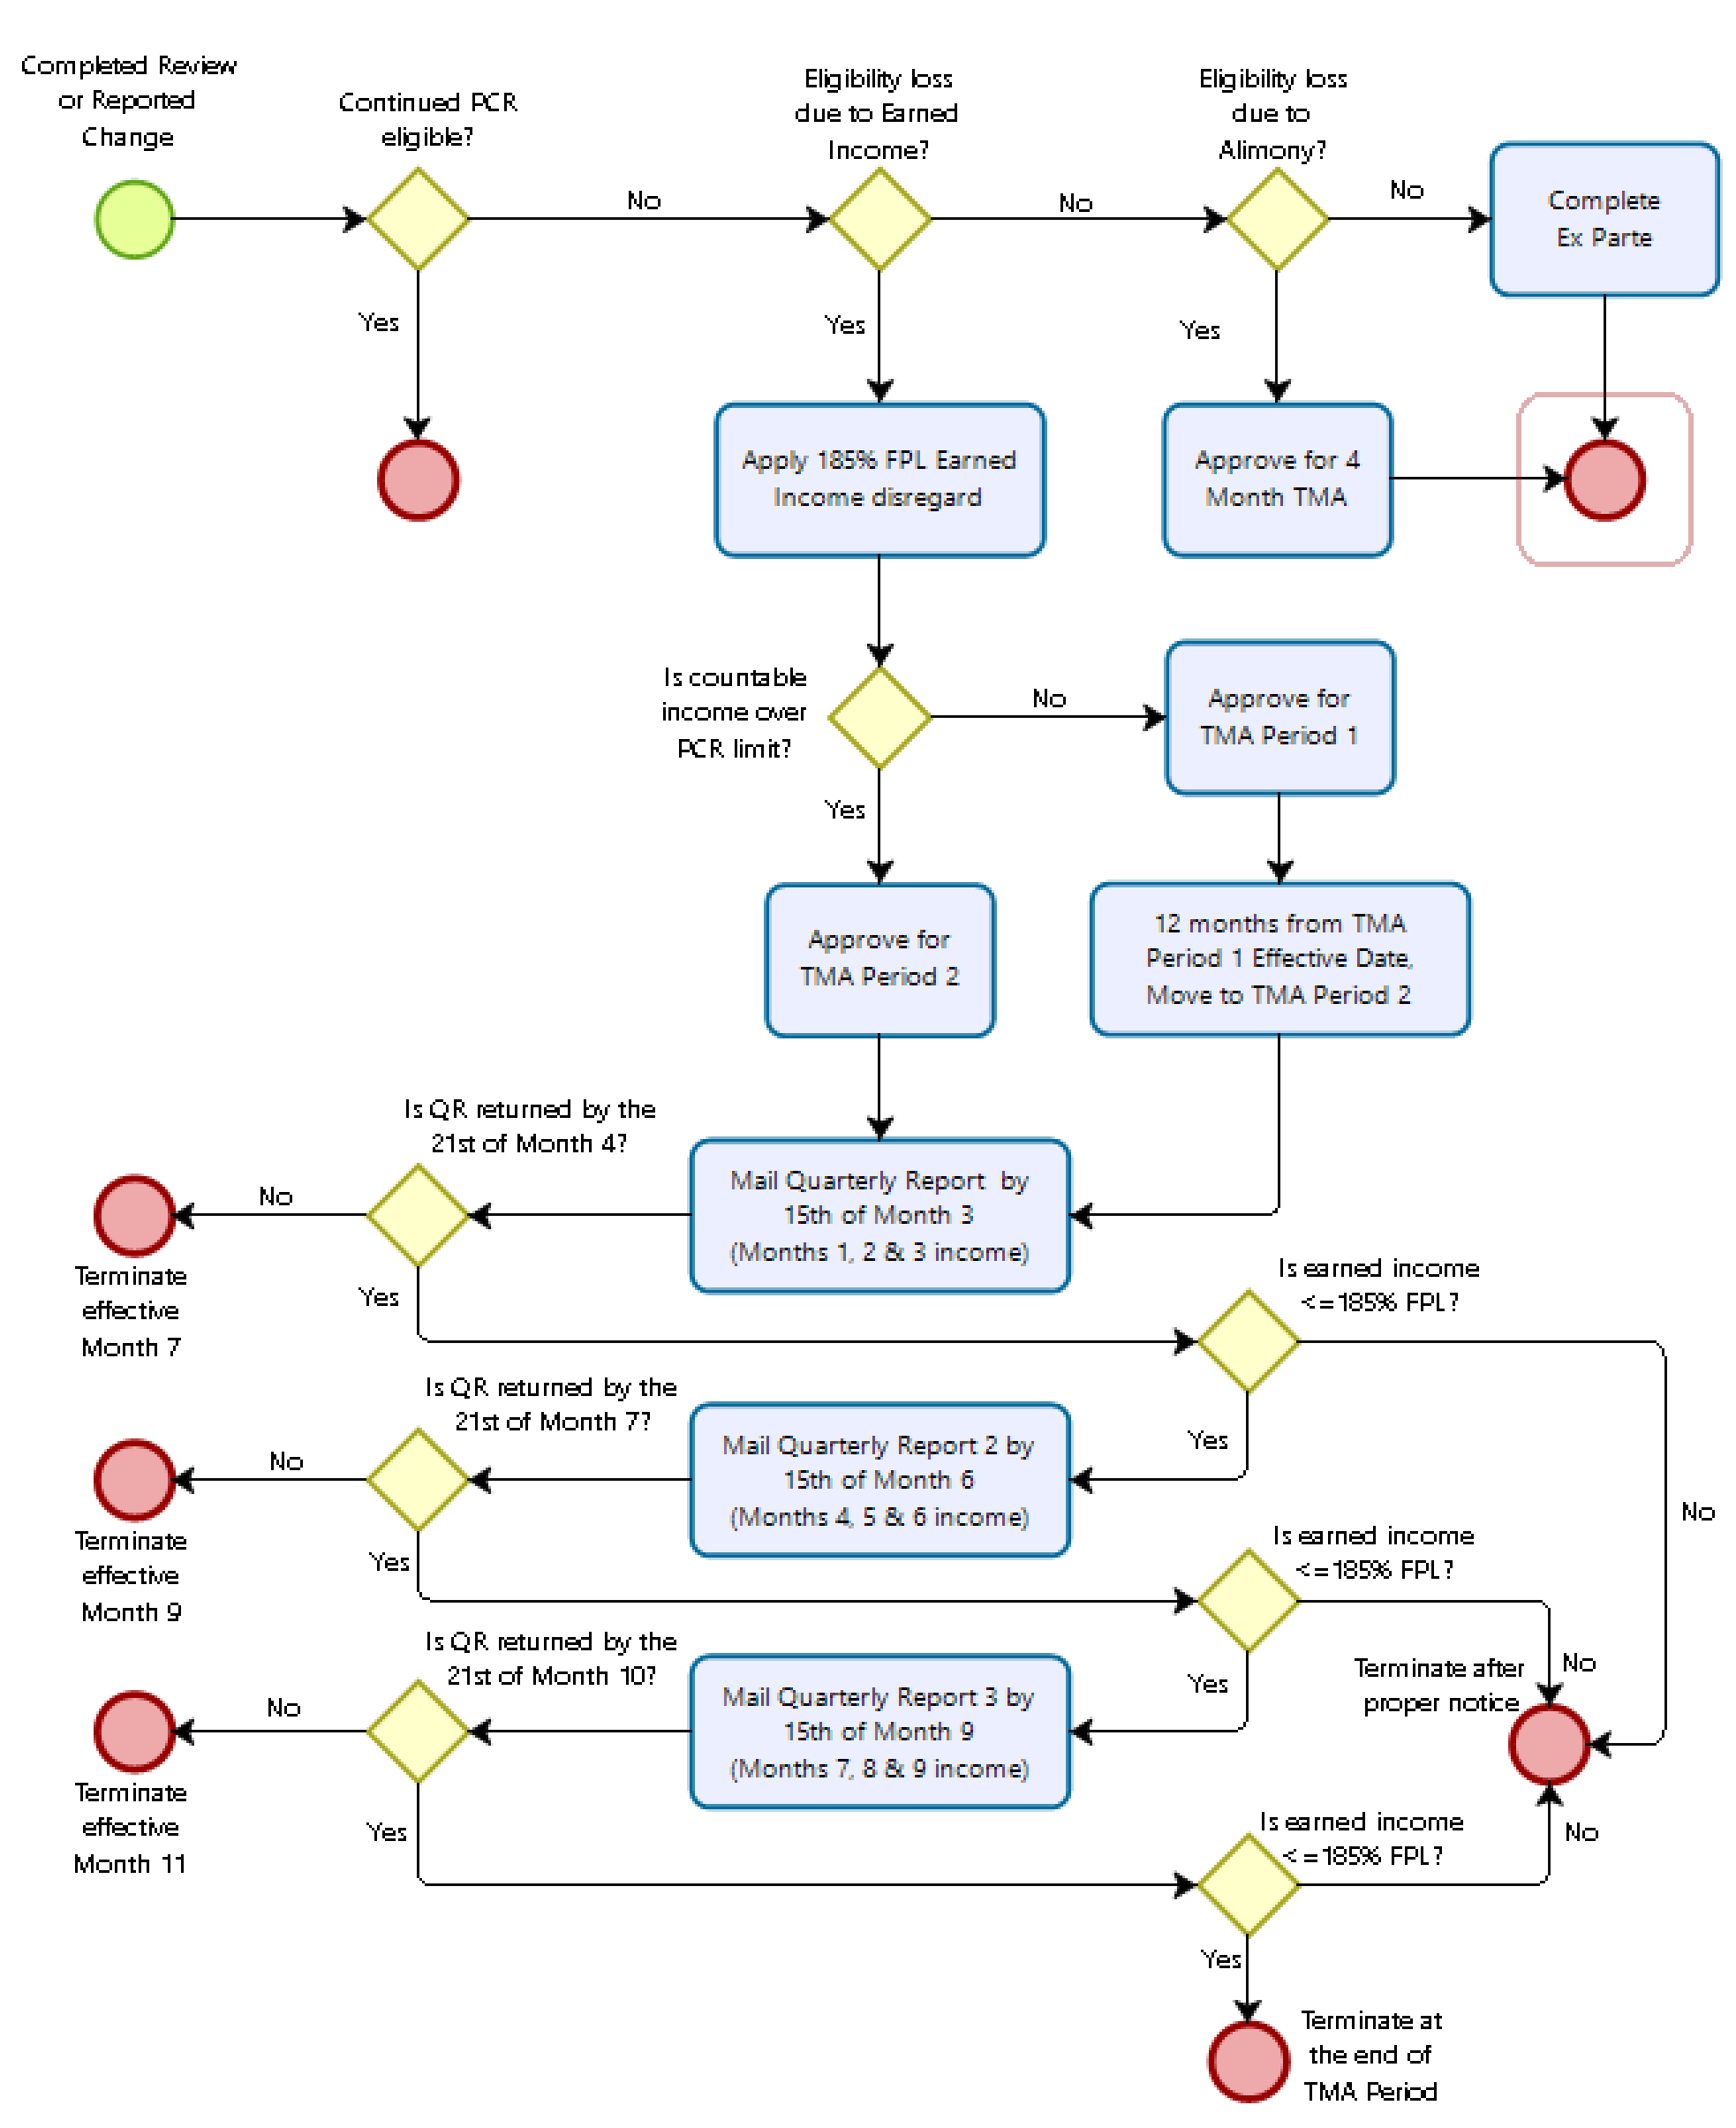 Completed Review
or Reported
Change
Continued PCR
eligible?
Eligibility loss
due to Earned
Income?
Eligibility loss
due to
Alimony?
No
No
No
Complete
Ex Parte
Yes
Yes
Yes
Apply 185% FPL Earned
Income disregard
Approve for 4
Month TMA
Is countable
income over
PCR limit?
No
Approve for
TMA Period 1
Yes
Approve for
TMA Period 2
12 months from TMA
Period 1 Effective Date,
Move to TMA Period 2
Is QR returned by the
21st of Month 4?
No
Mail Quarterly Report by
15th of Month 3
(Months 1, 2 & 3 income)
Terminate
effective
Month 7
Yes
Is earned income
<=185% FPL?
Is QR returned by the
21st of Month 7?
No
Mail Quarterly Report 2 by
15th of Month 6
(Months 4, 5 & 6 income)
Yes
No
Terminate
effective
Month 9
Yes
Is earned income
<=185% FPL?
Is QR returned by the
21st of Month 10?
No
Mail Quarterly Report 3 by
15th of Month 9
(Months 7, 8 & 9 income)
Yes
Terminate after
proper notice
No
Terminate
effective
Month 11
Yes
Is earned income
<=185% FPL?
No
Yes
Terminate at
the end of
TMA Period